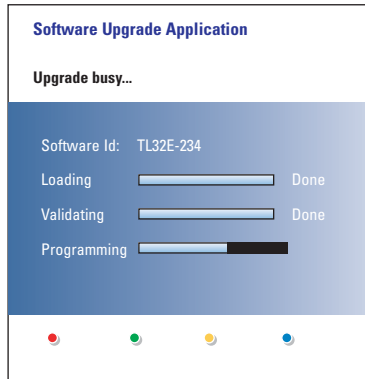 Software Upgrade Application
Upgrade busy...
Software Id: TL32E-234
Loading Done
Validating Done
Programming